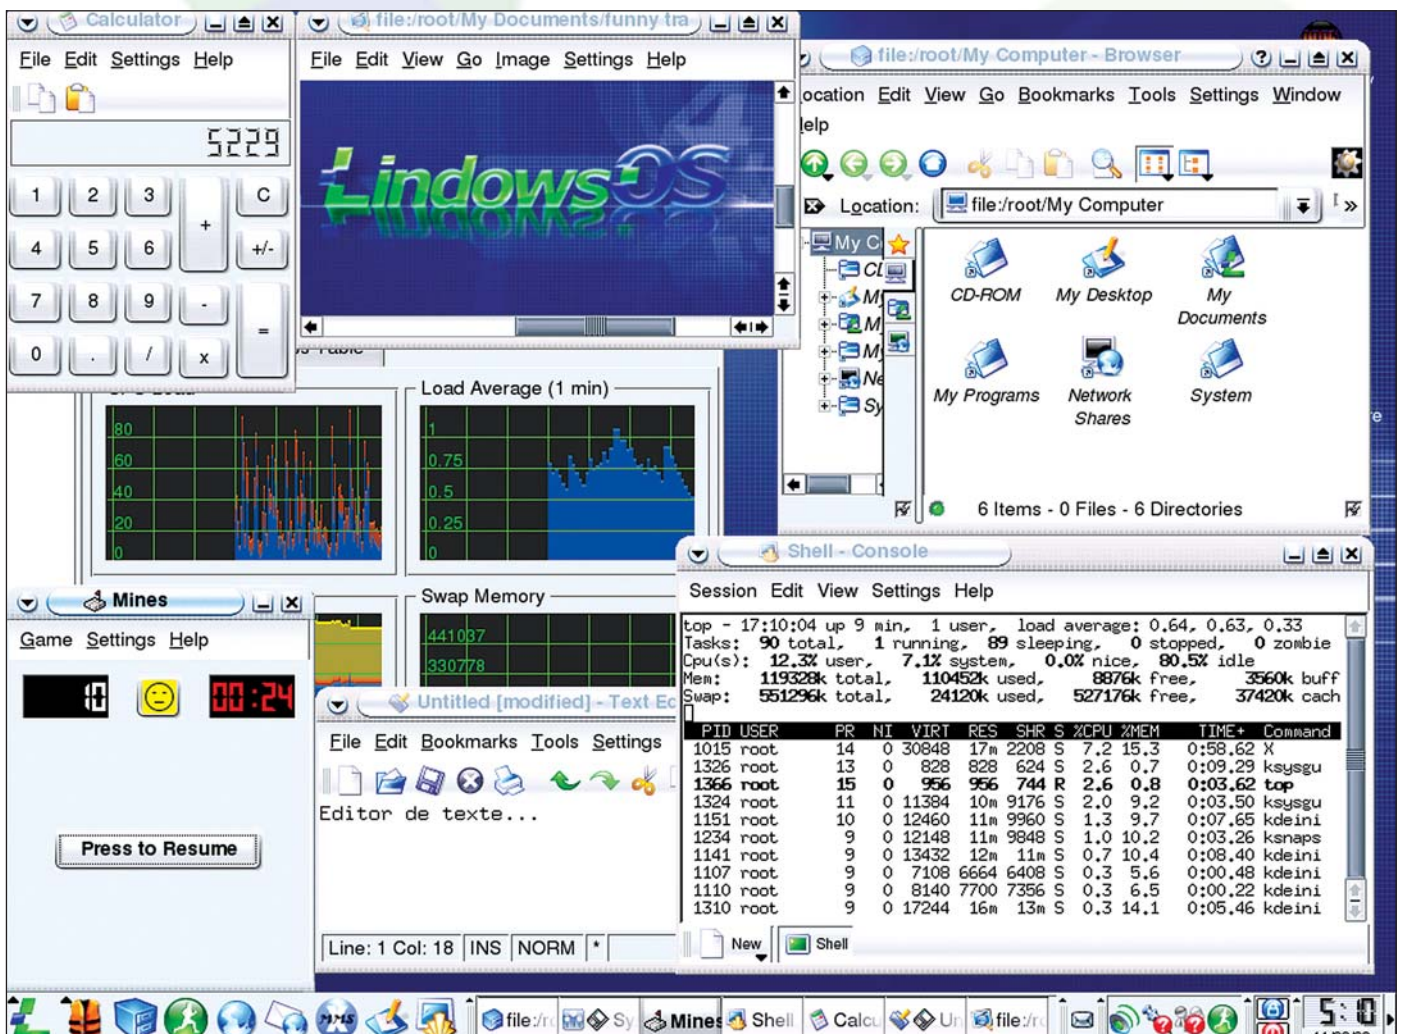 Calculator
File Edit Settings Help
5229
1 2 3 + C
4 5 6 +/-
7 8 9 - =
0 . / x
file:/root/My Documents/funny tra
File Edit View Go Image Settings Help
LindowsOS
file:/root/My Computer - Browser
ocation Edit View Go Bookmarks Tools Settings Window
elp
Location: file:/root/My Computer
My C
CD
My
M
My
Ne
Sy
CD-ROM
My Desktop
My
Documents
My Programs
Network
Shares
System
6 Items - 0 Files - 6 Directories
Load Average (1 min)
80
60
40
20
0
1
0.75
0.5
0.25
0
Swap Memory
441037
330778
Mines
Game Settings Help
10
00:24
Press to Resume
Untitled [modified] - Text Ec
File Edit Bookmarks Tools Settings
Editor de texte...
Line: 1 Col: 18 INS NORM *
Shell - Console
Session Edit View Settings Help
top - 17:10:04 up 9 min, 1 user, load average: 0.64, 0.63, 0.33
Tasks: 90 total, 1 running, 89 sleeping, 0 stopped, 0 zombie
Cpu(s): 12.3% user, 7.1% system, 0.0% nice, 80.5% idle
Mem: 119328k total, 110452k used, 8876k free, 3560k buff
Swap: 551296k total, 24120k used, 527176k free, 37420k cach
PID USER PR NI VIRT RES SHR S %CPU %MEM TIME+ Command
1015 root 14 0 30848 17m 2208 S 7.2 15.3 0:58.62 X
1326 root 13 0 828 828 624 S 2.6 0.7 0:09.29 ksysgu
1366 root 15 0 956 956 744 R 2.6 0.8 0:03.62 top
1324 root 11 0 11384 10m 9176 S 2.0 9.2 0:03.50 ksysgu
1151 root 10 0 12460 11m 9960 S 1.3 9.7 0:07.65 kdeini
1234 root 9 0 12148 11m 9848 S 1.0 10.2 0:03.26 ksnaps
1141 root 9 0 13432 12m 11m S 0.7 10.4 0:08.40 kdeini
1107 root 9 0 7108 6664 6408 S 0.3 5.6 0:00.48 kdeini
1110 root 9 0 8140 7700 7356 S 0.3 6.5 0:00.22 kdeini
1310 root 9 0 17244 16m 13m S 0.3 14.1 0:05.46 kdeini
New Shell
MMS
file:/r Sy Mines Shell Calcu Un file:/r 5:10